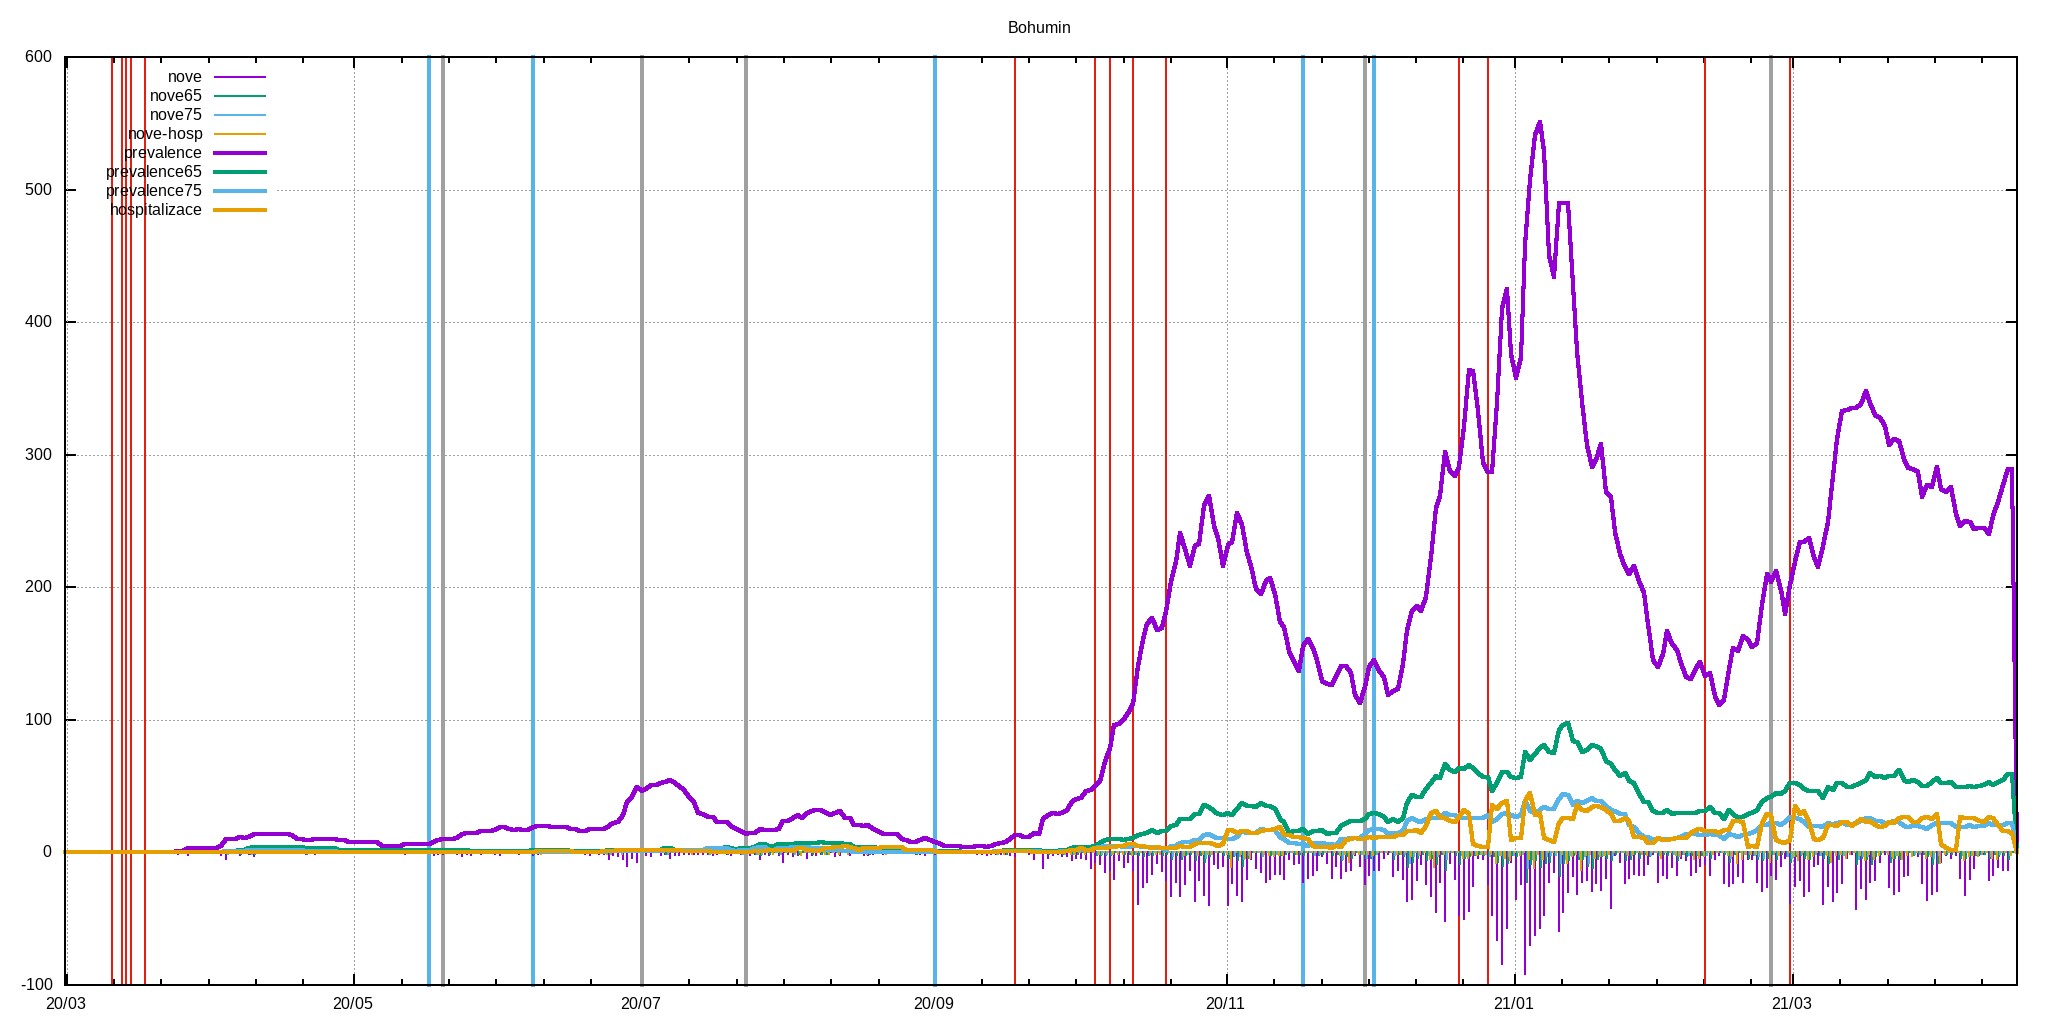 Bohumin
600
500
400
300
200
100
0
-100
nove
nove65
nove75
nove-hosp
prevalence
prevalence65
prevalence75
hospitalizace
20/03 20/05 20/07 20/09 20/11 21/01 21/03